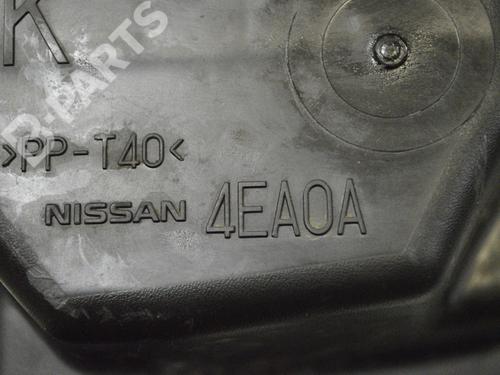 K
B-PARTS
>PP-T40<
NISSAN 4EA0A